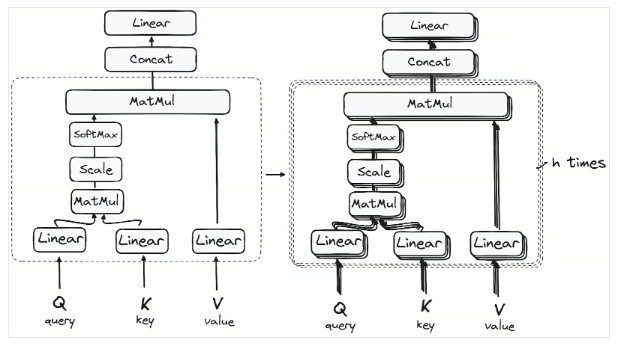 Linear
Concat
MatMul
SoftMax
Scale
MatMul
Linear Linear Linear
Q K V
query key value
Linear
Concat
MatMul
SoftMax
Scale
MatMul
Linear Linear Linear
Q K V
query key value
h times